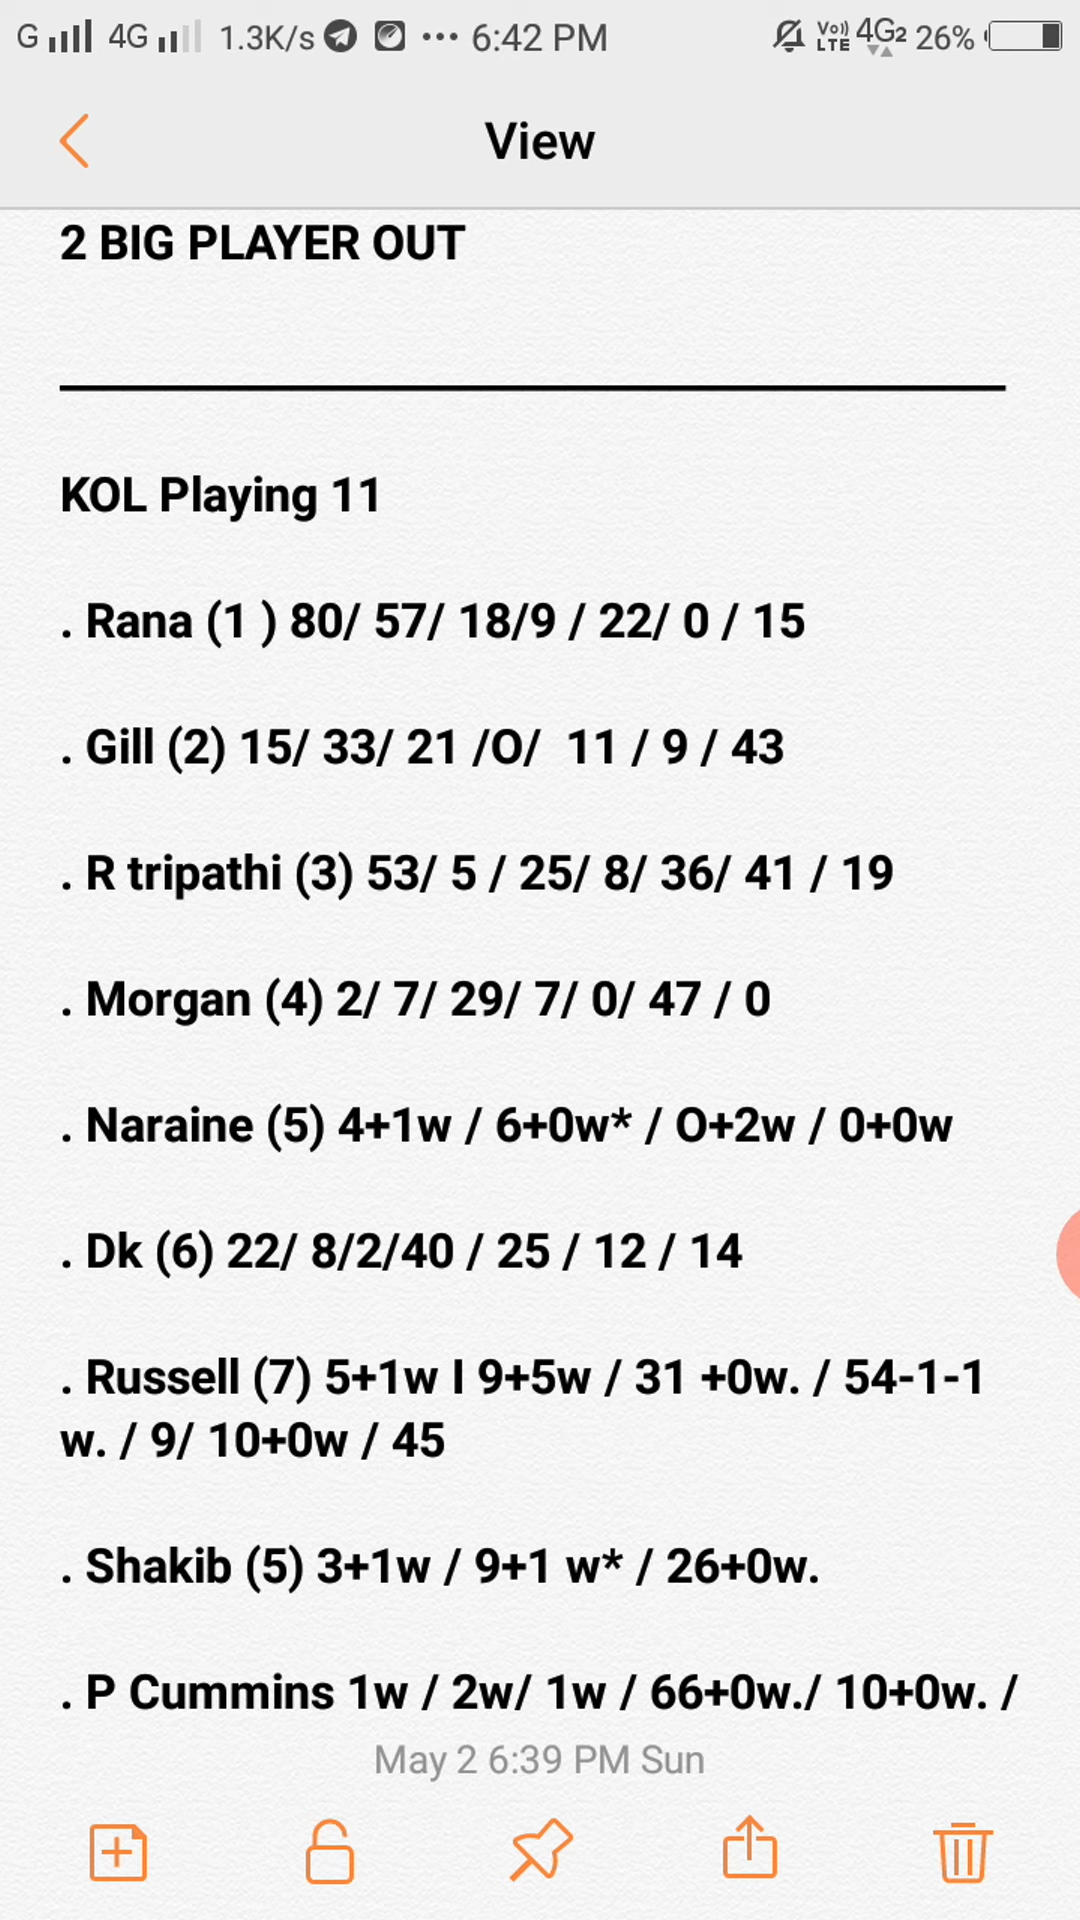 G 4G 1.3K/s ... 6:42 PM Vo)) LTE 4G2 26%
View
2 BIG PLAYER OUT
KOL Playing 11
. Rana (1 ) 80/ 57/ 18/9 / 22/ 0 / 15
. Gill (2) 15/ 33/ 21 /O/  11 / 9 / 43
. R tripathi (3) 53/ 5 / 25/ 8/ 36/ 41 / 19
. Morgan (4) 2/ 7/ 29/ 7/ 0/ 47 / 0
. Naraine (5) 4+1w / 6+0w* / O+2w / 0+0w
. Dk (6) 22/ 8/2/40 / 25 / 12 / 14
. Russell (7) 5+1w I 9+5w / 31 +0w. / 54-1-1
w. / 9/ 10+0w / 45
. Shakib (5) 3+1w / 9+1 w* / 26+0w.
. P Cummins 1w / 2w/ 1w / 66+0w./ 10+0w. /
May 2 6:39 PM Sun